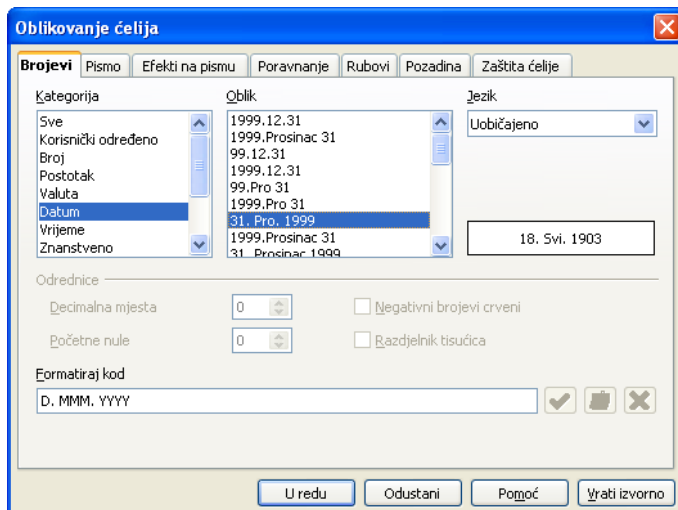 Oblikovanje ćelija
Brojevi Pismo Efekti na pismu Poravnanje Rubovi Pozadina Zaštita ćelije
Kategorija
Sve
Korisnički određeno
Broj
Postotak
Valuta
Datum
Vrijeme
Znanstveno
Oblik
1999.12.31
1999.Prosinac 31
99.12.31
1999.12.31
99.Pro 31
1999.Pro 31
31. Pro. 1999
1999.Prosinac 31
31. Prosinac 1999
Jezik
Uobičajeno
18. Svi. 1903
Odrednice
Decimalna mjesta 0 Negativni brojevi crveni
Početne nule 0 Razdjelnik tisućica
Formatiraj kod
D. MMM. YYYY
U redu Odustani Pomoć Vrati izvorno